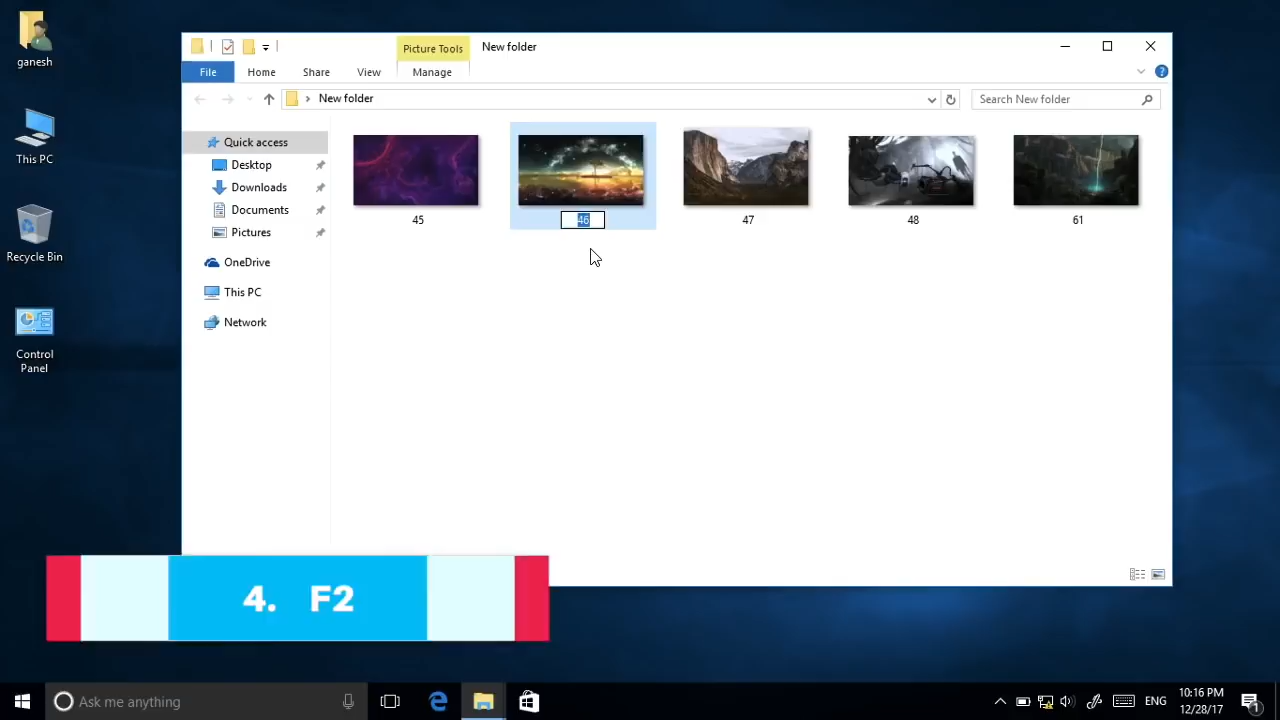 ganesh
This PC
Recycle Bin
Control
Panel
Picture Tools
New folder
File
Home
Share
View
Manage
New folder
Search New folder
Quick access
Desktop
Downloads
Documents
Pictures
OneDrive
This PC
Network
45
46
47
48
61
4. F2
Ask me anything
ENG
10:16 PM
12/28/17
1